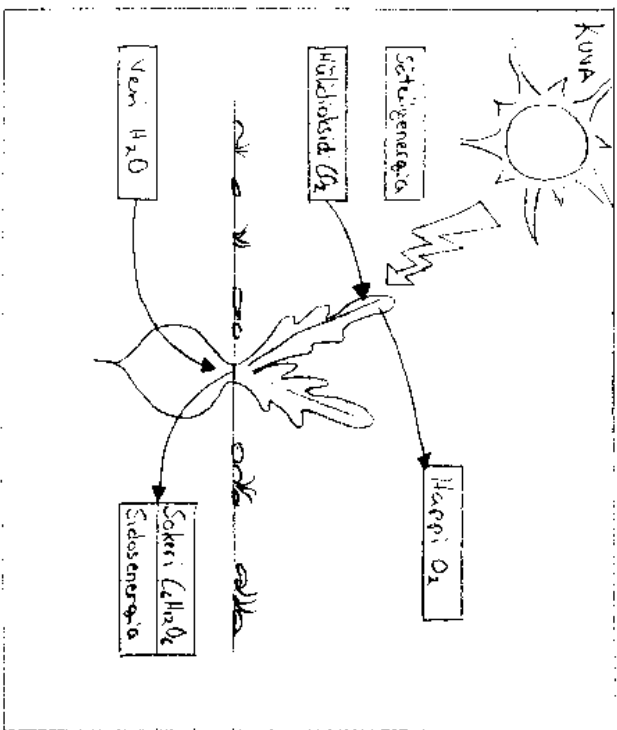 KUVA
Säteilyenergia
Hiilidioksidi CO₂
Happi O₂
Vesi H₂O
Sokeri C₆H₁₂O₆
Sidosenergia